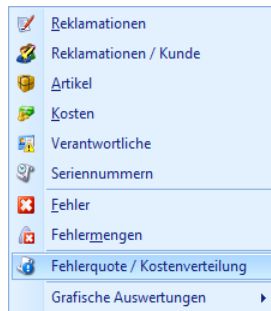 Reklamationen
Reklamationen / Kunde
Artikel
Kosten
Verantwortliche
Seriennummern
Fehler
Fehlermengen
Fehlerquote / Kostenverteilung
Grafische Auswertungen